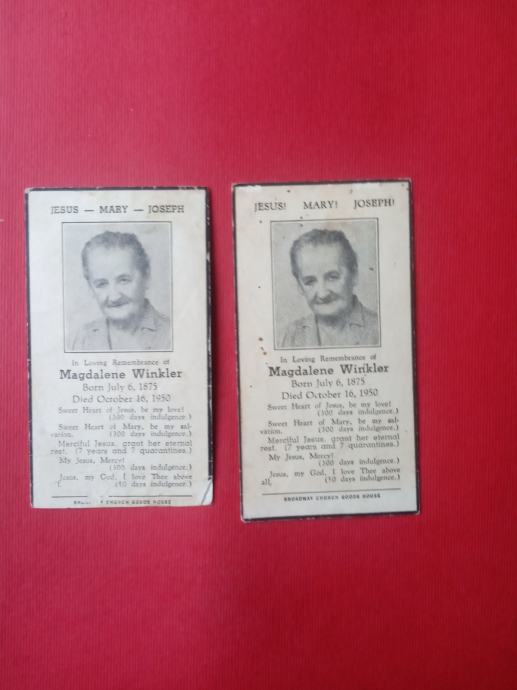 JESUS — MARY — JOSEPH
In Loving Remembrance of
Magdalene Winkler
Born July 6, 1875
Died October 16, 1950
Sweet Heart of Jesus, be my love!
(300 days indulgence.)
Sweet Heart of Mary, be my sal-
vation. (300 days indulgence.)
Merciful Jesus, grant her eternal
rest. (7 years and 7 quarantines.)
My Jesus, Mercy!
(300 days indulgence.)
Jesus, my God, I love Thee above
(50 days indulgence.)
CHURCH GOODS HOUSE
JESUS! MARY! JOSEPH!
In Loving Remembrance of
Magdalene Winkler
Born July 6, 1875
Died October 16, 1950
Sweet Heart of Jesus, be my love!
(300 days indulgence.)
Sweet Heart of Mary, be my sal-
vation. (300 days indulgence.)
Merciful Jesus, grant her eternal
rest. (7 years and 7 quarantines.)
My Jesus, Mercy!
(300 days indulgence.)
Jesus, my God, I love Thee above
all. (50 days indulgence.)
BROADWAY CHURCH GOODS HOUSE